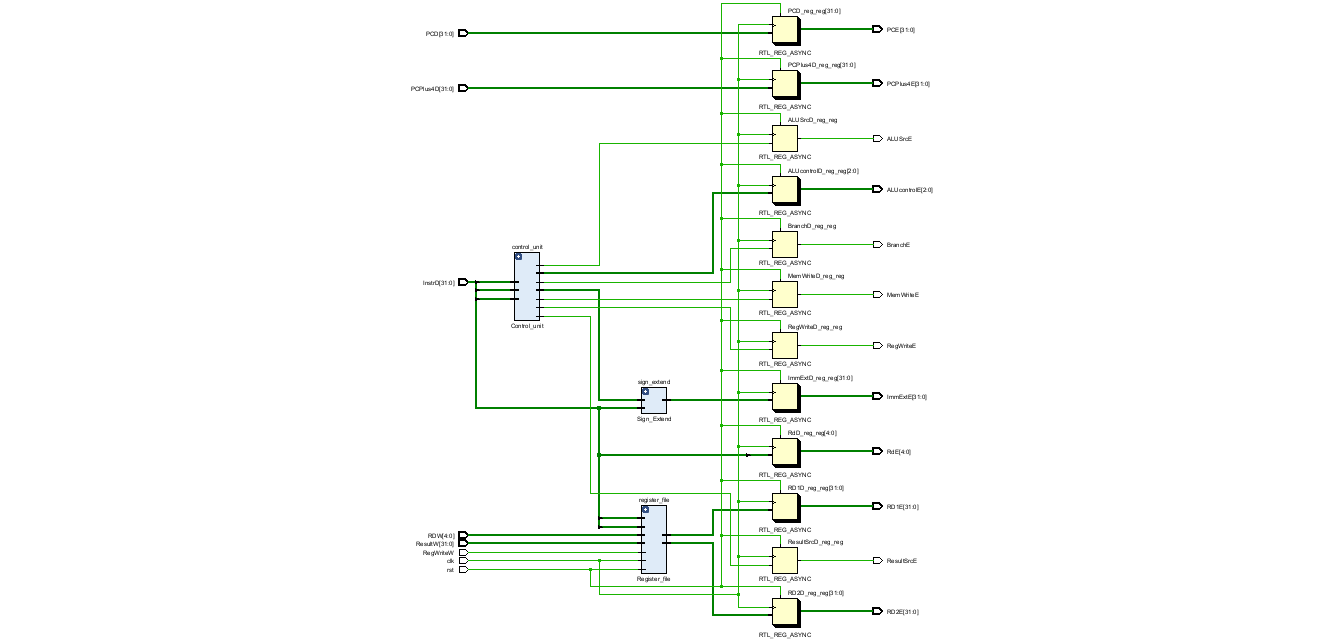 PCD_reg_reg[31:0]
PCD[31:0]
PCE[31:0]
RTL_REG_ASYNC
PCPlus4D_reg_reg[31:0]
PCPlus4D[31:0]
PCPlus4E[31:0]
RTL_REG_ASYNC
ALUSrcD_reg_reg
ALUSrcE
RTL_REG_ASYNC
ALUcontrolD_reg_reg[2:0]
ALUcontrolE[2:0]
RTL_REG_ASYNC
BranchD_reg_reg
BranchE
RTL_REG_ASYNC
control_unit
InstrD[31:0]
Control_unit
MemWriteD_reg_reg
MemWriteE
RTL_REG_ASYNC
RegWriteD_reg_reg
RegWriteE
RTL_REG_ASYNC
sign_extend
Sign_Extend
ImmExtD_reg_reg[31:0]
ImmExtE[31:0]
RTL_REG_ASYNC
RdD_reg_reg[4:0]
RdE[4:0]
RTL_REG_ASYNC
RD1D_reg_reg[31:0]
RD1E[31:0]
RTL_REG_ASYNC
register_file
RDW[4:0]
ResultW[31:0]
RegWriteW
clk
rst
Register_file
ResultSrcD_reg_reg
ResultSrcE
RTL_REG_ASYNC
RD2D_reg_reg[31:0]
RD2E[31:0]
RTL_REG_ASYNC